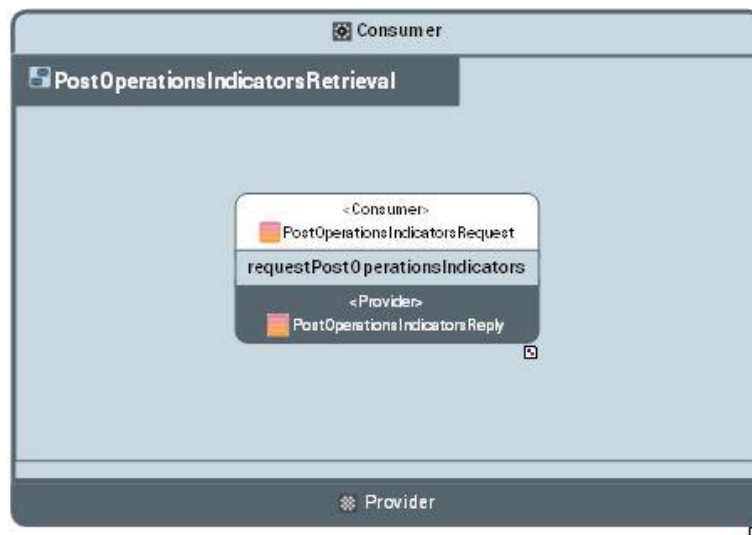 Consumer
PostOperationsIndicatorsRetrieval
<Consumer>
PostOperationsIndicatorsRequest
requestPostOperationsIndicators
<Provider>
PostOperationsIndicatorsReply
Provider